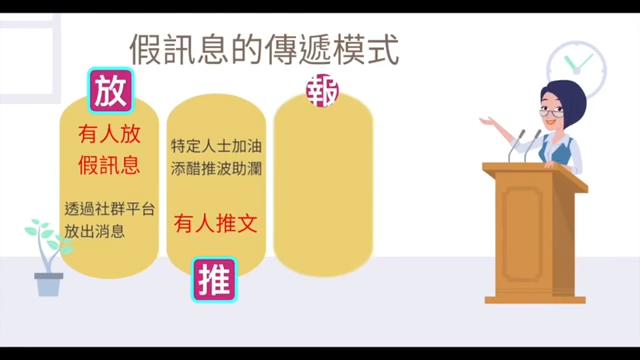 假訊息的傳遞模式
放
有人放
假訊息
透過社群平台
放出消息
特定人士加油
添醋推波助瀾
有人推文
推
報